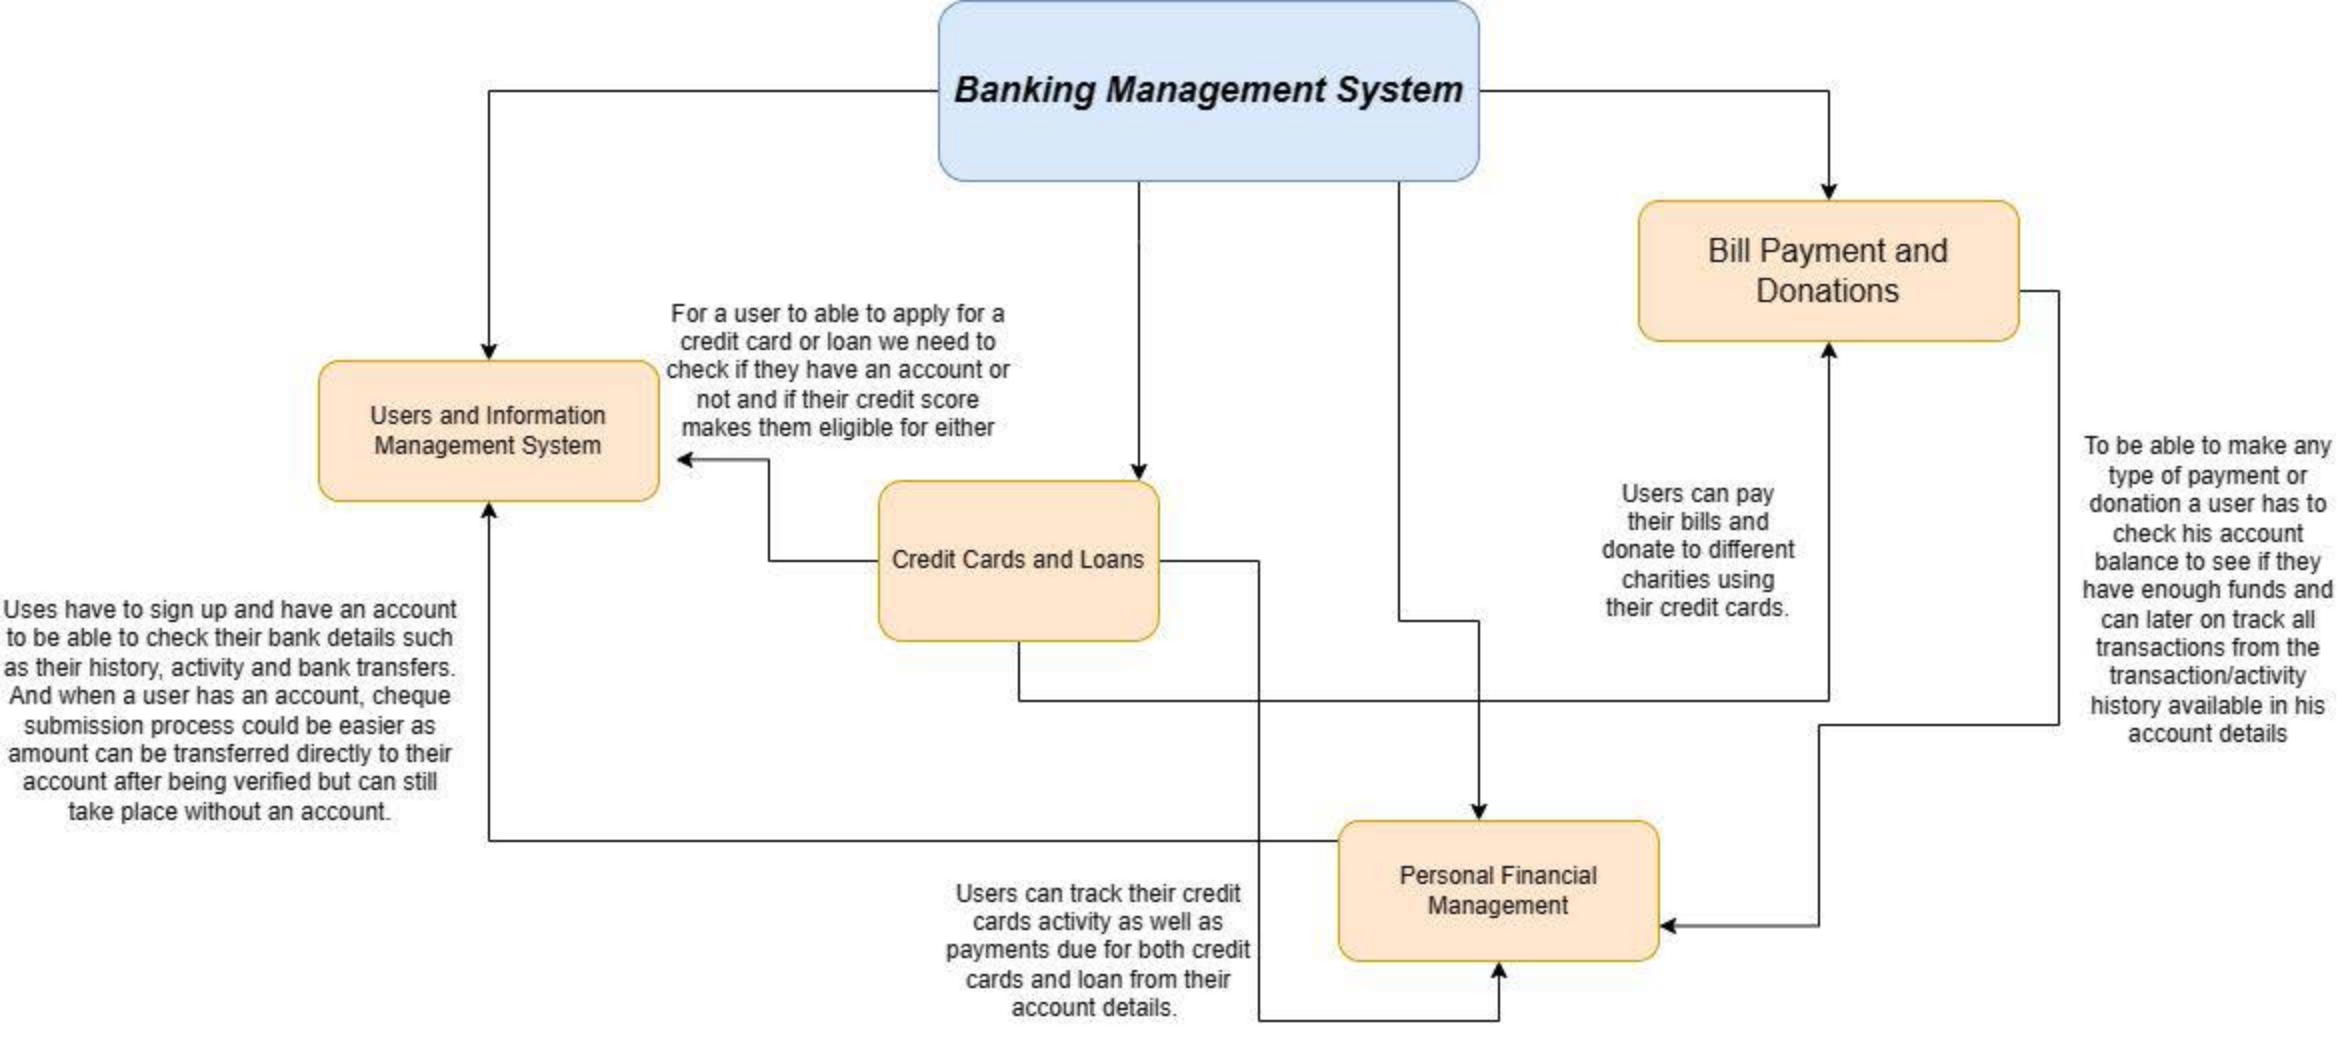 Banking Management System
Bill Payment and
Donations
For a user to able to apply for a
credit card or loan we need to
check if they have an account or
not and if their credit score
makes them eligible for either
Users and Information
Management System
Credit Cards and Loans
Users can pay
their bills and
donate to different
charities using
their credit cards.
To be able to make any
type of payment or
donation a user has to
check his account
balance to see if they
have enough funds and
can later on track all
transactions from the
transaction/activity
history available in his
account details
Uses have to sign up and have an account
to be able to check their bank details such
as their history, activity and bank transfers.
And when a user has an account, cheque
submission process could be easier as
amount can be transferred directly to their
account after being verified but can still
take place without an account.
Personal Financial
Management
Users can track their credit
cards activity as well as
payments due for both credit
cards and loan from their
account details.